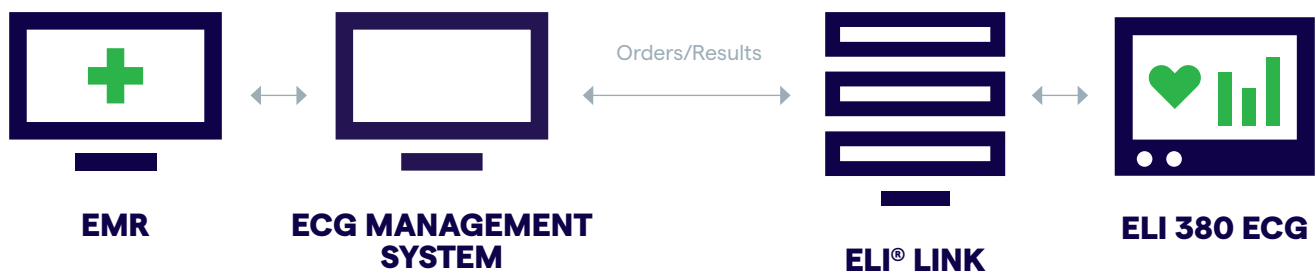 Orders/Results
EMR
ECG MANAGEMENT
SYSTEM
ELI® LINK
ELI 380 ECG